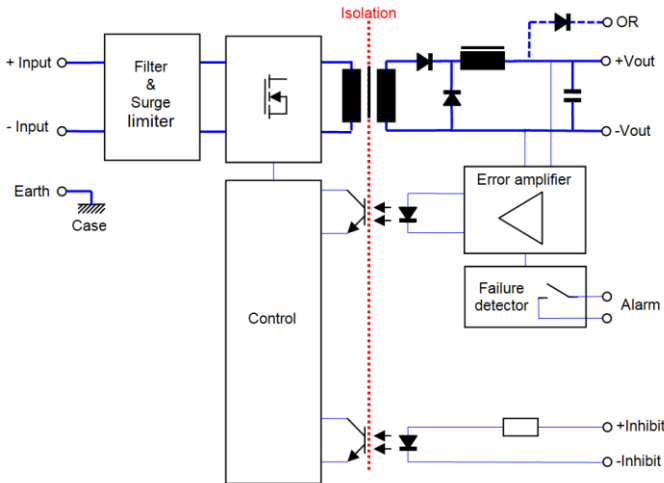 Isolation
OR
+ Input
Filter
&
Surge
limiter
+Vout
- Input
-Vout
Earth
Case
Error amplifier
Control
Failure
detector
Alarm
+Inhibit
-Inhibit